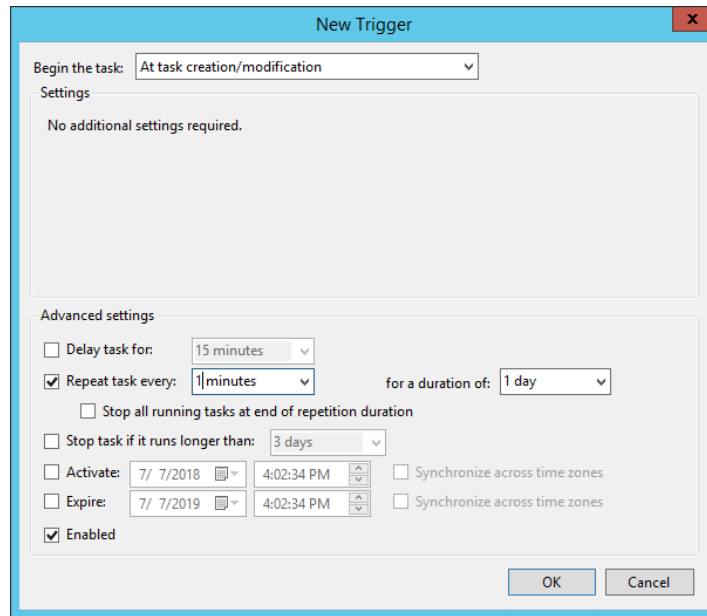 New Trigger
x
Begin the task: At task creation/modification
Settings
No additional settings required.
Advanced settings
Delay task for: 15 minutes
Repeat task every: 1 minutes for a duration of: 1 day
Stop all running tasks at end of repetition duration
Stop task if it runs longer than: 3 days
Activate: 7/ 7/2018 4:02:34 PM Synchronize across time zones
Expire: 7/ 7/2019 4:02:34 PM Synchronize across time zones
Enabled
OK Cancel